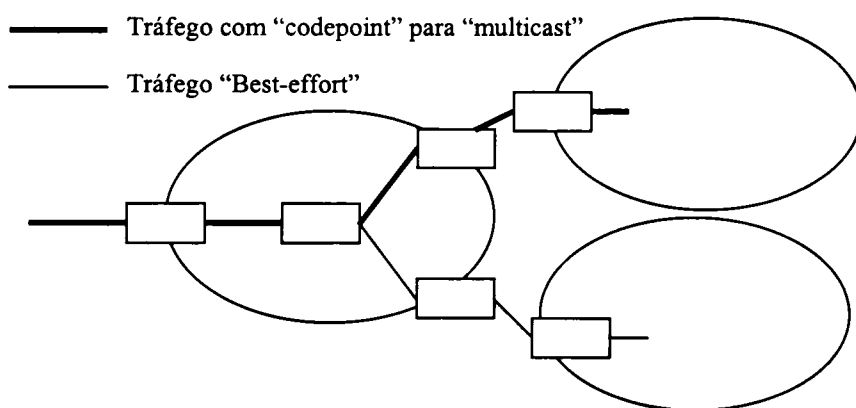 Tráfego com “codepoint” para “multicast”
Tráfego “Best-effort”